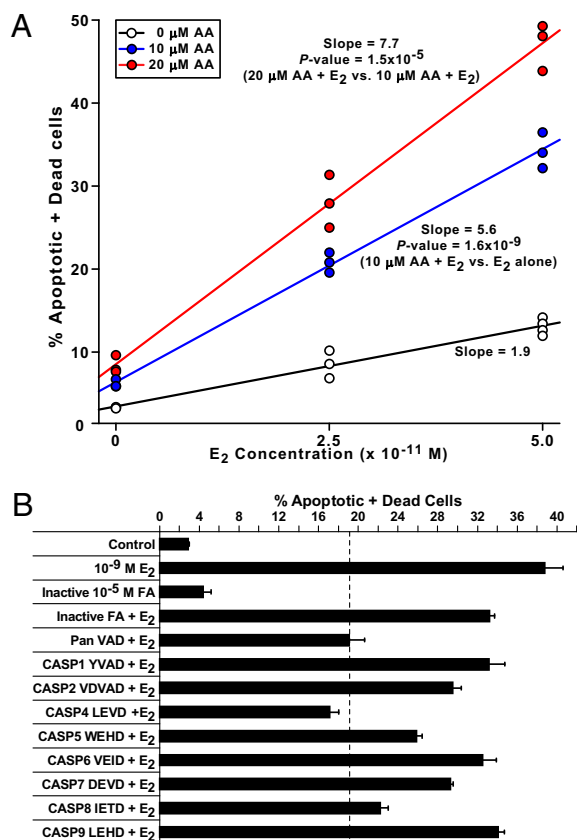 A
0 μM AA
10 μM AA
20 μM AA
Slope = 7.7
P-value = 1.5x10-5
(20 μM AA + E2 vs. 10 μM AA + E2)
Slope = 5.6
P-value = 1.6x10-9
(10 μM AA + E2 vs. E2 alone)
Slope = 1.9
% Apoptotic + Dead cells
50
40
30
20
10
0
0 2.5 5.0
E2 Concentration (x 10-11 M)
B
% Apoptotic + Dead Cells
0 4 8 12 16 20 24 28 32 36 40
Control
10-9 M E2
Inactive 10-5 M FA
Inactive FA + E2
Pan VAD + E2
CASP1 YVAD + E2
CASP2 VDVAD + E2
CASP4 LEVD +E2
CASP5 WEHD + E2
CASP6 VEID + E2
CASP7 DEVD + E2
CASP8 IETD + E2
CASP9 LEHD + E2